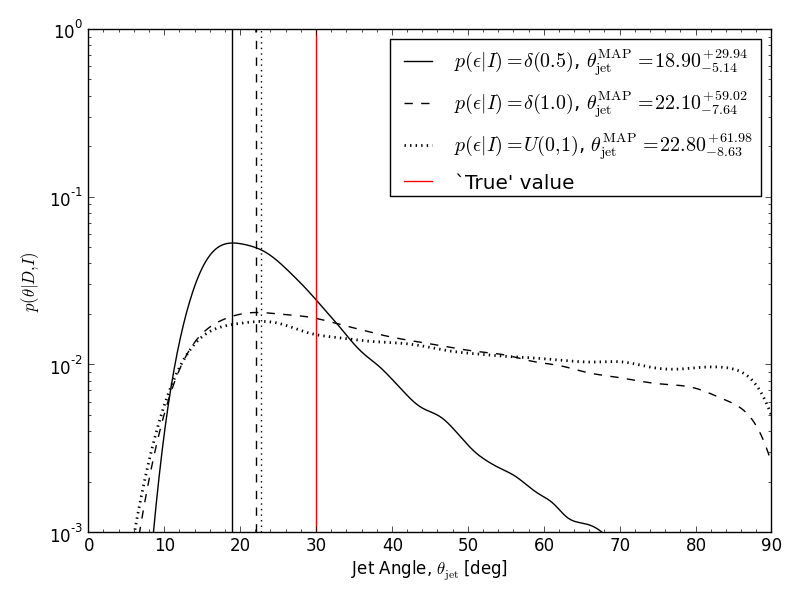 10⁰
10⁻¹
10⁻²
10⁻³
p(θ|D,I)
p(ϵ|I) =δ(0.5), θ_jet^MAP =18.90^{+29.94}_{−5.14}
p(ϵ|I) =δ(1.0), θ_jet^MAP =22.10^{+59.02}_{−7.64}
p(ϵ|I) =U(0,1), θ_jet^MAP =22.80^{+61.98}_{−8.63}
`True' value
0 10 20 30 40 50 60 70 80 90
Jet Angle, θ_jet [deg]